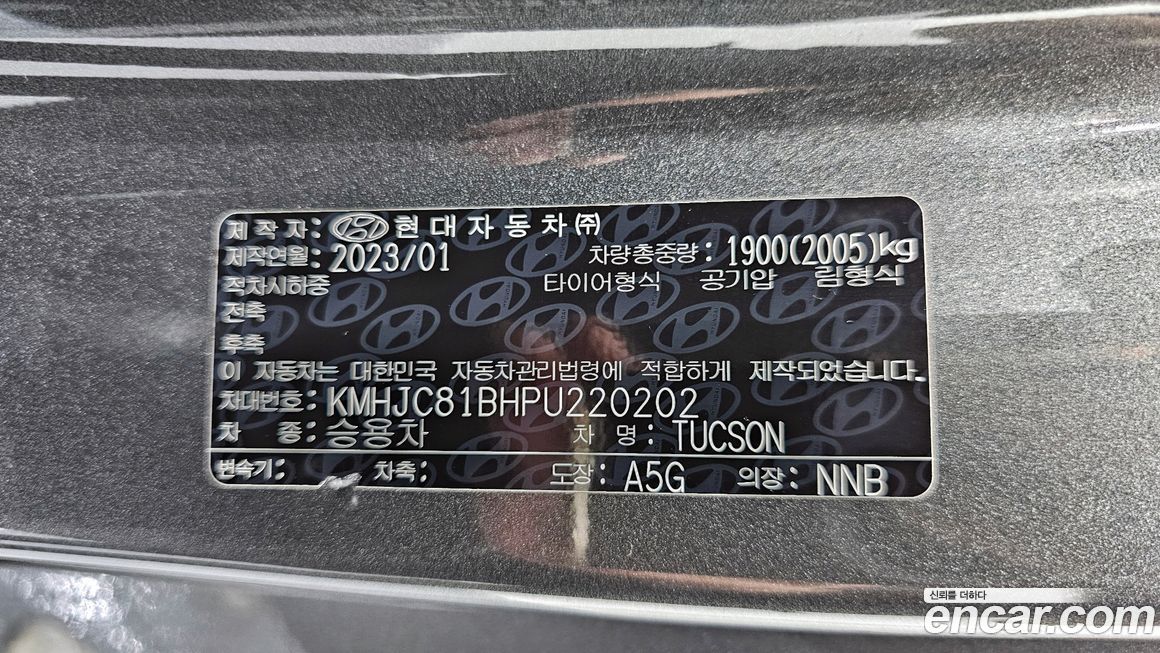 제 작 자 : 현대자동차㈜
제작연월 : 2023/01 차량총중량 : 1900(2005)kg
적차시하중 타이어형식 공기압 림형식
전축
후축
이 자동차는 대한민국 자동차관리법령에 적합하게 제작되었습니다.
차대번호 : KMHJC81BHPU220202
차 종 : 승용차 차 명 : TUCSON
변속기 : 차축 : 도장 : A5G 의장 : NNB
신뢰를 더하다
encar.com